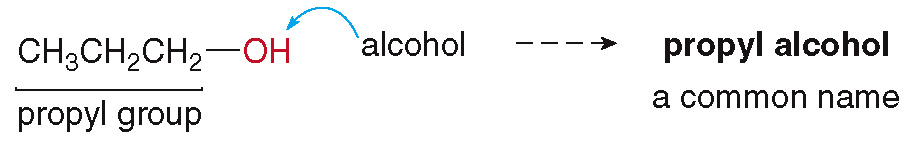 CH₃CH₂CH₂—OH alcohol propyl alcohol
propyl group a common name